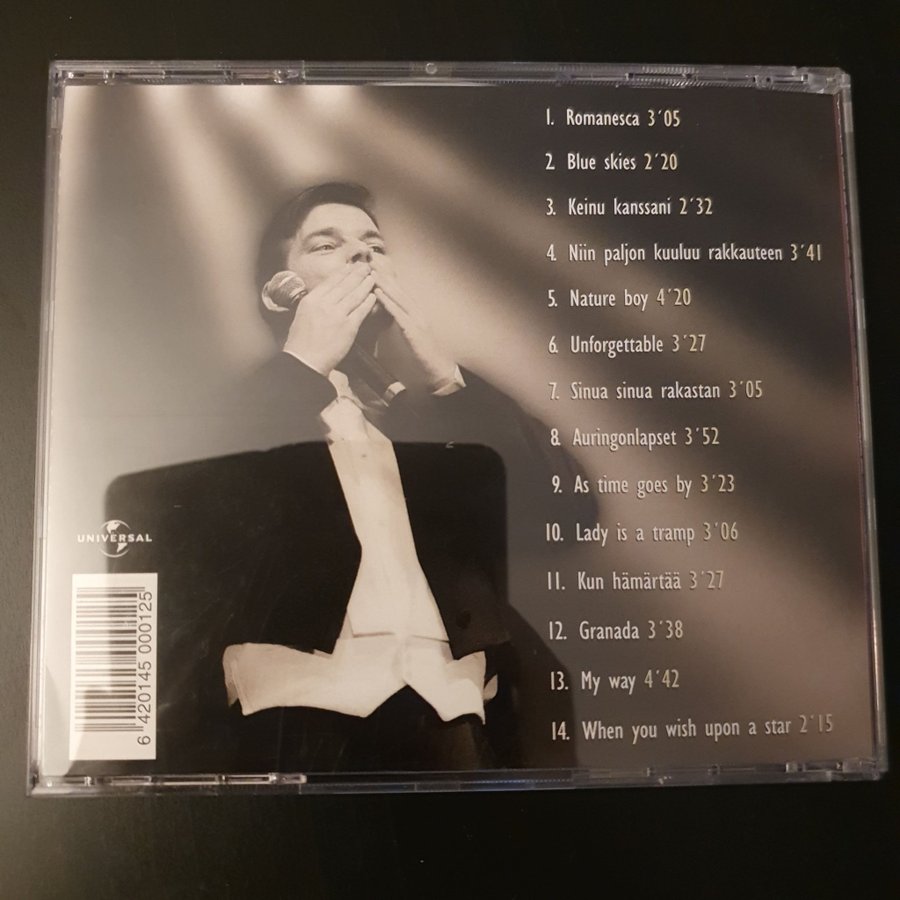 1. Romanesca 3´05
2. Blue skies 2´20
3. Keinu kanssani 2´32
4. Niin paljon kuuluu rakkauteen 3´41
5. Nature boy 4´20
6. Unforgettable 3´27
7. Sinua sinua rakastan 3´05
8. Auringonlapset 3´52
9. As time goes by 3´23
10. Lady is a tramp 3´06
11. Kun hämärtää 3´27
12. Granada 3´38
13. My way 4´42
14. When you wish upon a star 2´15
UNIVERSAL
6 420145 000125